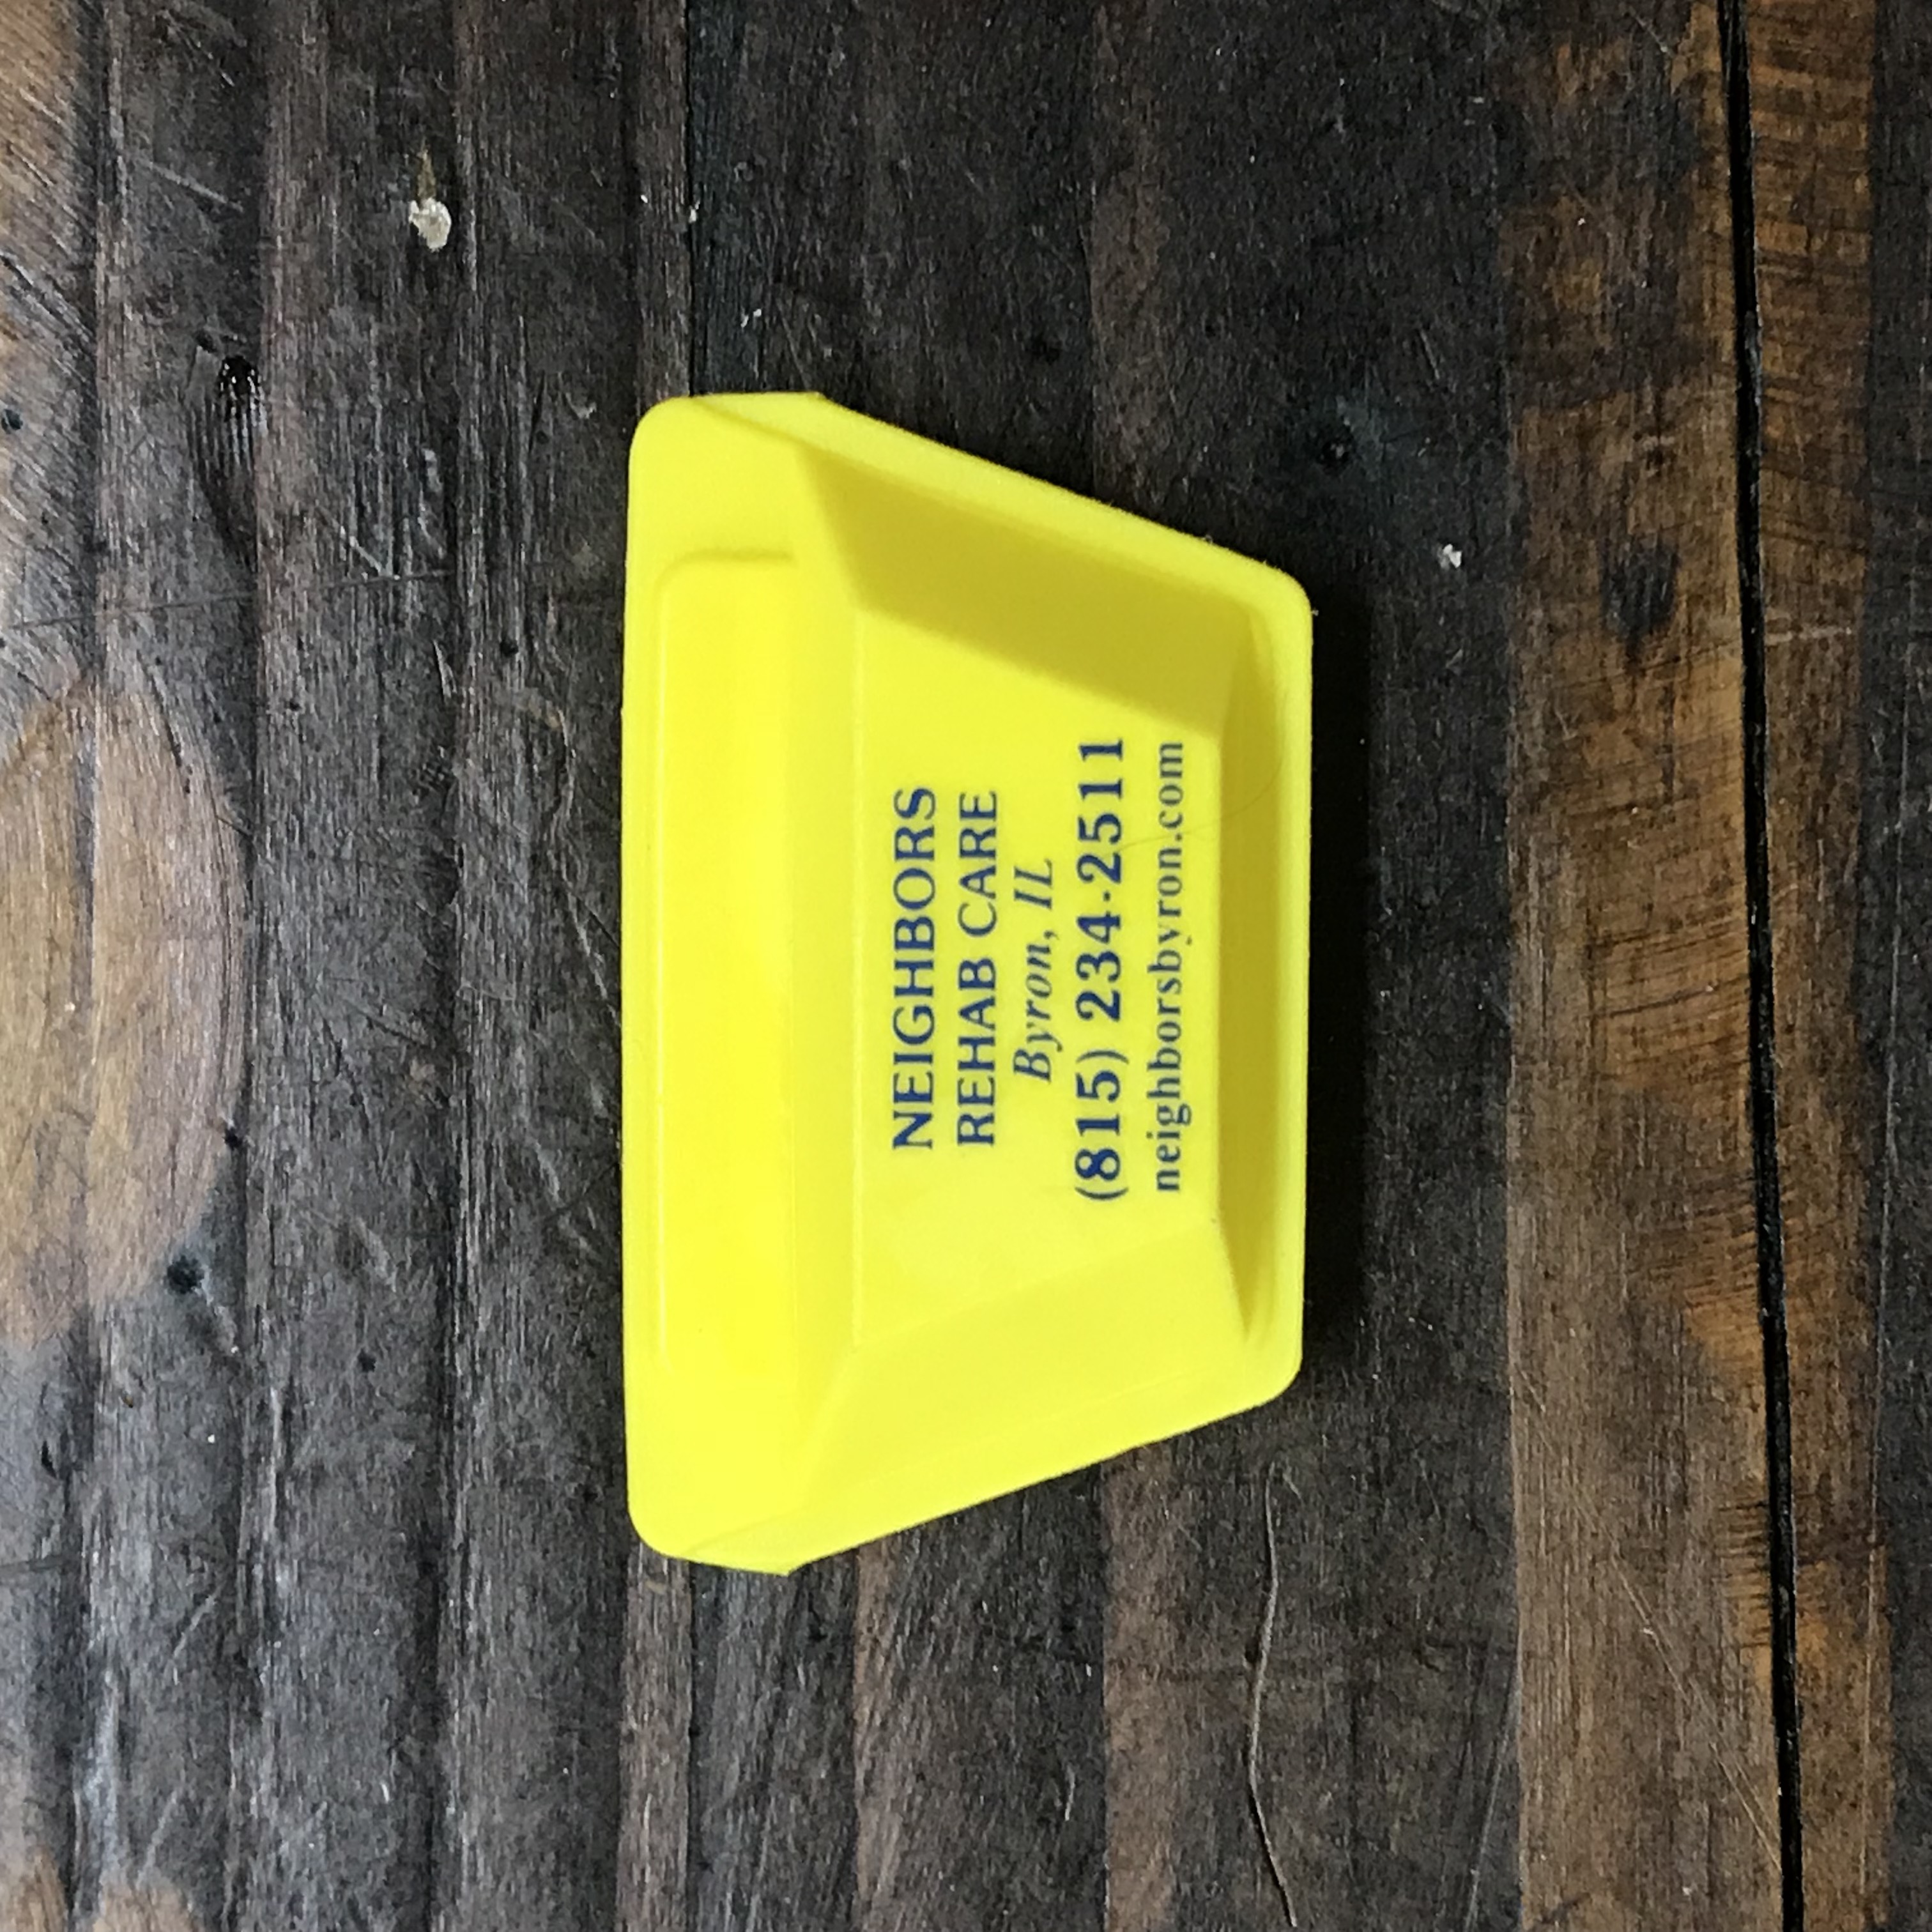 NEIGHBORS
REHAB CARE
Byron, IL
(815) 234-2511
neighborsbyron.com